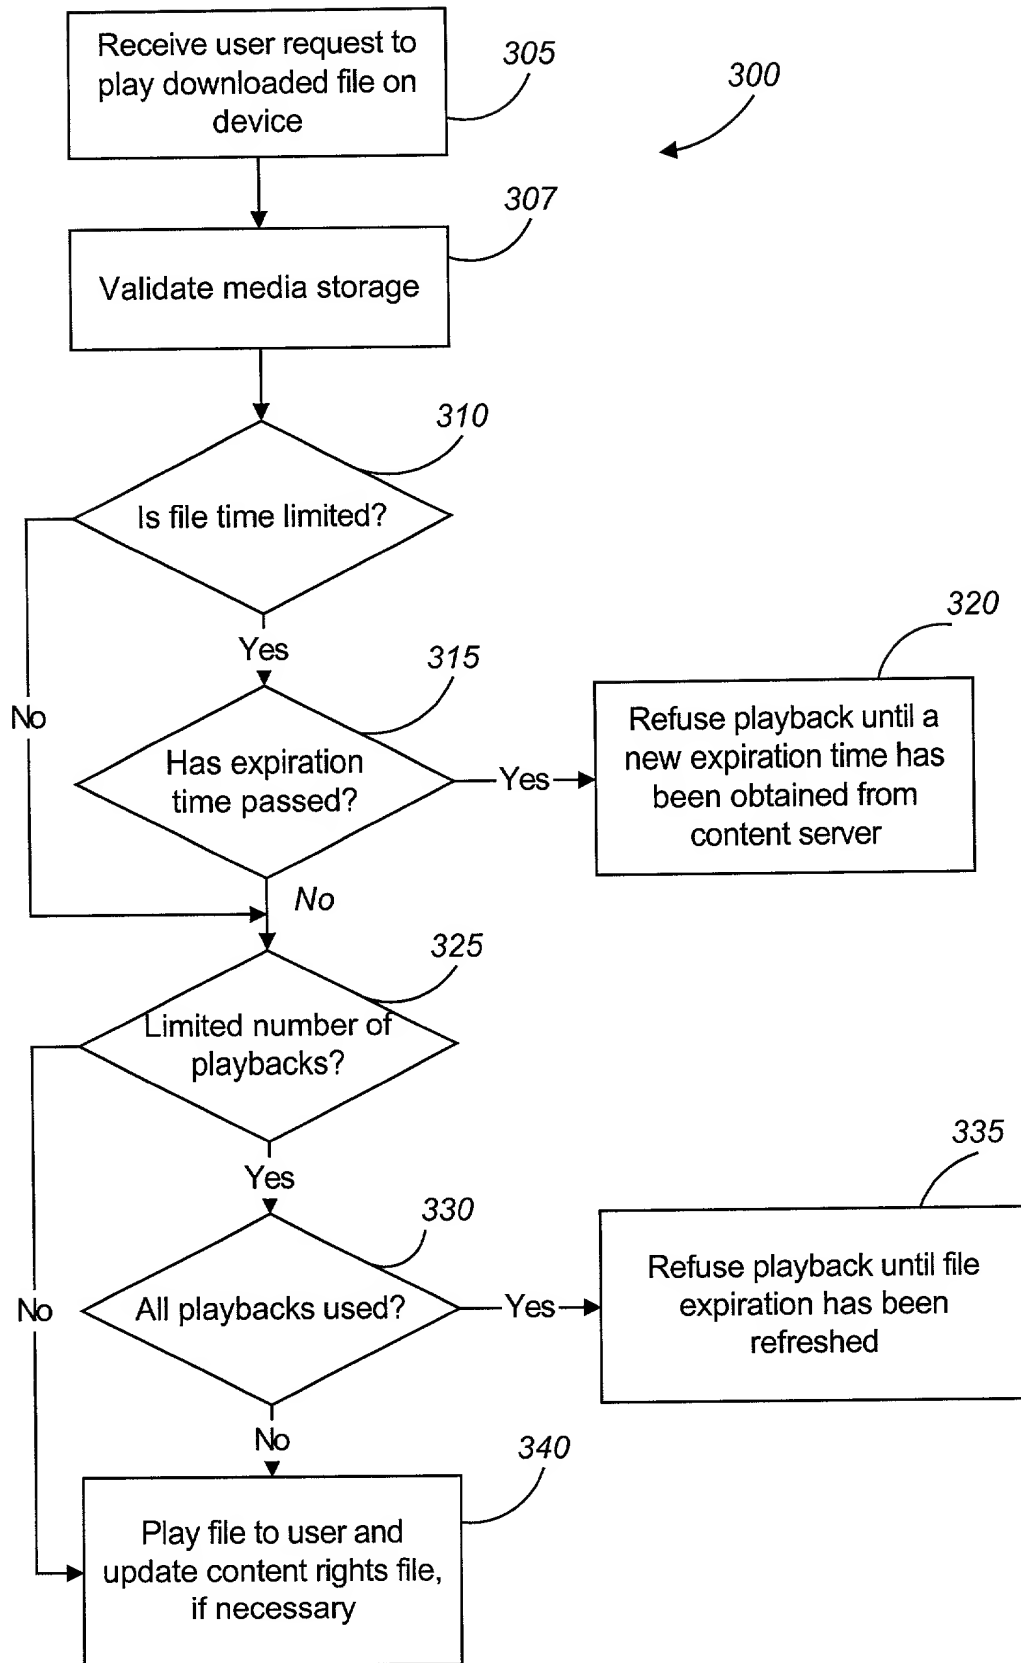 Receive user request to
play downloaded file on
device
305
300
307
Validate media storage
310
Is file time limited?
Yes
315
320
No
Has expiration
time passed?
Yes
Refuse playback until a
new expiration time has
been obtained from
content server
No
325
Limited number of
playbacks?
Yes
330
335
No
All playbacks used?
Yes
Refuse playback until file
expiration has been
refreshed
No
340
Play file to user and
update content rights file,
if necessary